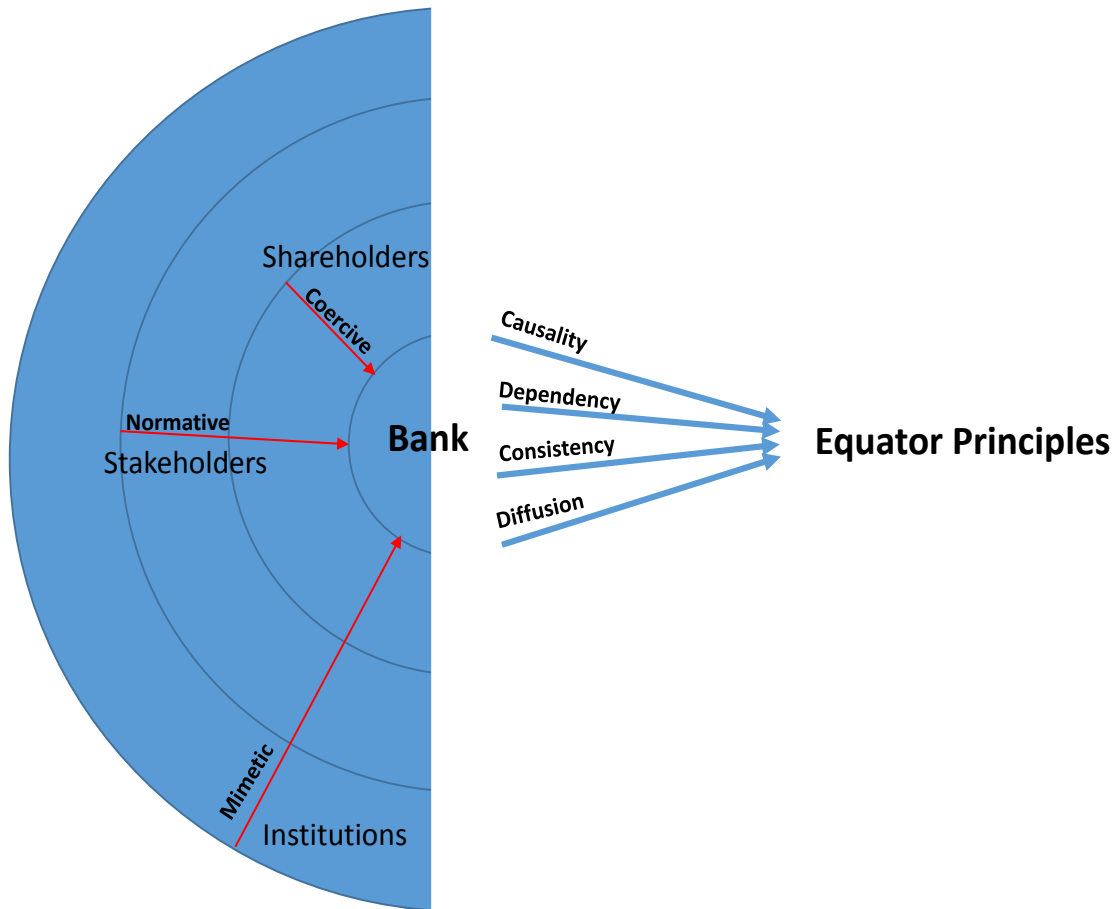 Shareholders
Coercive
Normative
Stakeholders
Bank
Mimetic
Institutions
Causality
Dependency
Consistency
Diffusion
Equator Principles